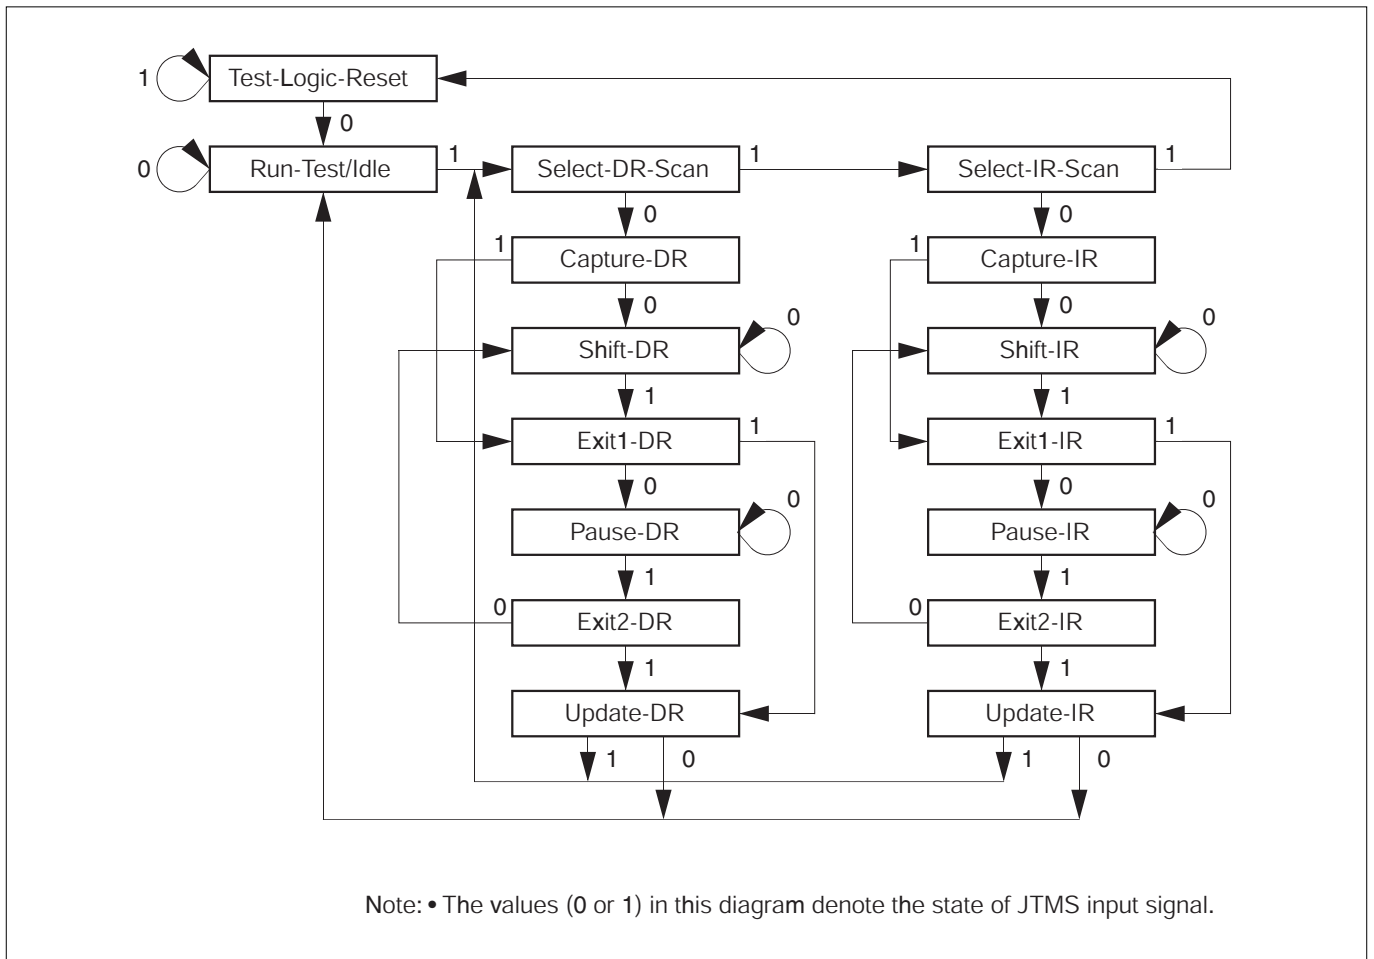 1 Test-Logic-Reset
0
0 Run-Test/Idle 1 Select-DR-Scan 1 Select-IR-Scan 1
0 0
1 Capture-DR 1 Capture-IR
0 0
0 0
Shift-DR Shift-IR
1 1
Exit1-DR 1 Exit1-IR 1
0 0
0 0
Pause-DR Pause-IR
1 1
0 Exit2-DR 0 Exit2-IR
1 1
Update-DR Update-IR
1 0 1 0
Note: • The values (0 or 1) in this diagram denote the state of JTMS input signal.